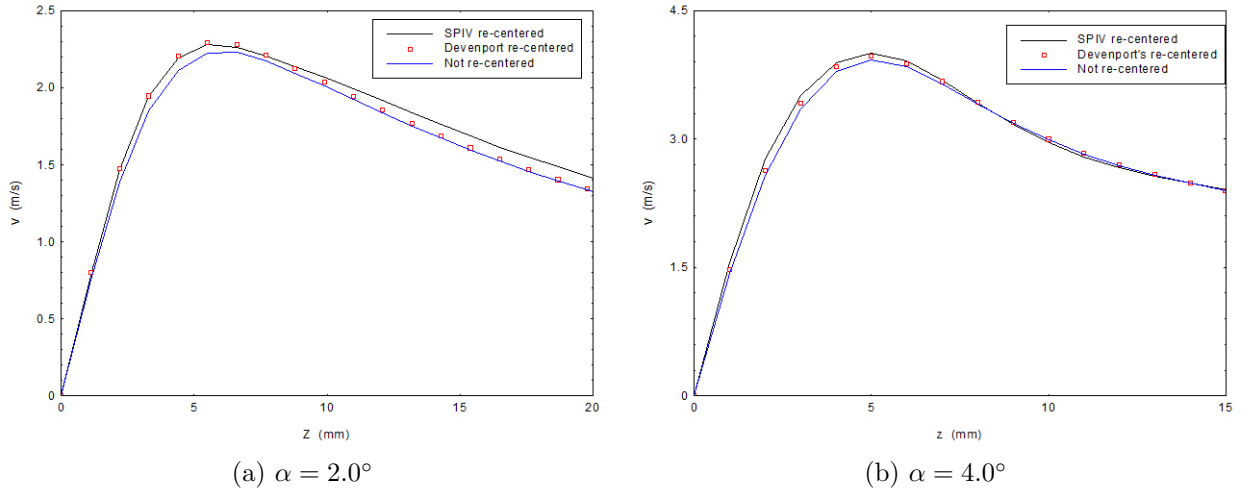 2.5
2.0
1.5
1.0
0.5
0
v (m/s)
SPIV re-centered
Devenport re-centered
Not re-centered
0 5 10 15 20
Z (mm)
(a) α = 2.0°
4.5
3.0
1.5
0
v (m/s)
SPIV re-centered
Devenport's re-centered
Not re-centered
0 5 10 15
z (mm)
(b) α = 4.0°